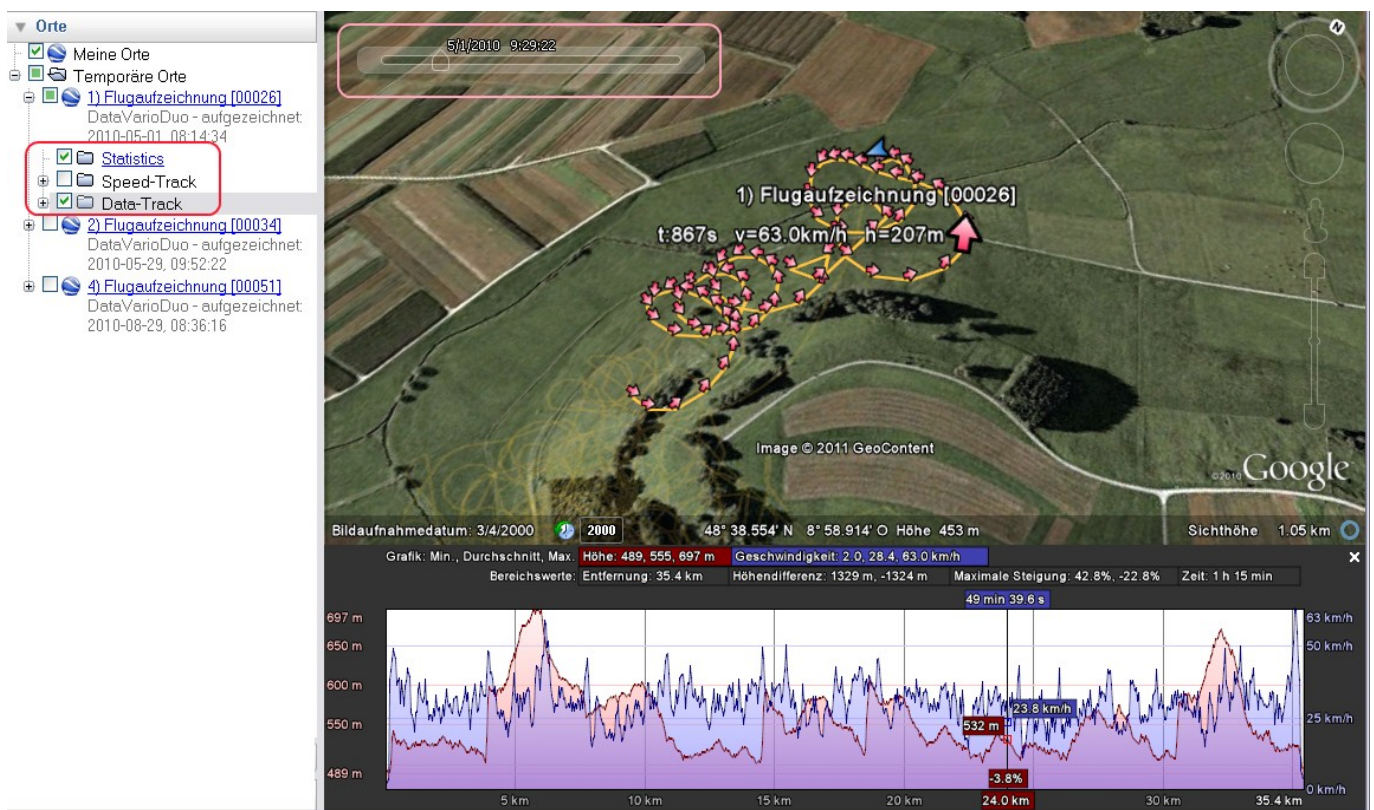 Orte
Meine Orte
Temporäre Orte
1) Flugaufzeichnung [00026]
DataVarioDuo - aufgezeichnet:
2010-05-01, 08:14:34
Statistics
Speed-Track
Data-Track
2) Flugaufzeichnung [00034]
DataVarioDuo - aufgezeichnet:
2010-05-29, 09:52:22
4) Flugaufzeichnung [00051]
DataVarioDuo - aufgezeichnet:
2010-08-29, 08:36:16
5/1/2010 9:29:22
N
1) Flugaufzeichnung [00026]
t:867s v=63.0km/h h=207m
Image © 2011 GeoContent
©2010 Google
Bildaufnahmedatum: 3/4/2000 2000 48° 38.554' N 8° 58.914' O Höhe 453 m Sichthöhe 1.05 km
Grafik: Min., Durchschnitt, Max. Höhe: 489, 555, 697 m Geschwindigkeit: 2.0, 28.4, 63.0 km/h
Bereichswerte: Entfernung: 35.4 km Höhendifferenz: 1329 m, -1324 m Maximale Steigung: 42.8%, -22.8% Zeit: 1 h 15 min
49 min 39.6 s
697 m 63 km/h
650 m 50 km/h
600 m
23.8 km/h
550 m 532 m 25 km/h
489 m -3.8%
0 km/h
5 km 10 km 15 km 20 km 24.0 km 30 km 35.4 km